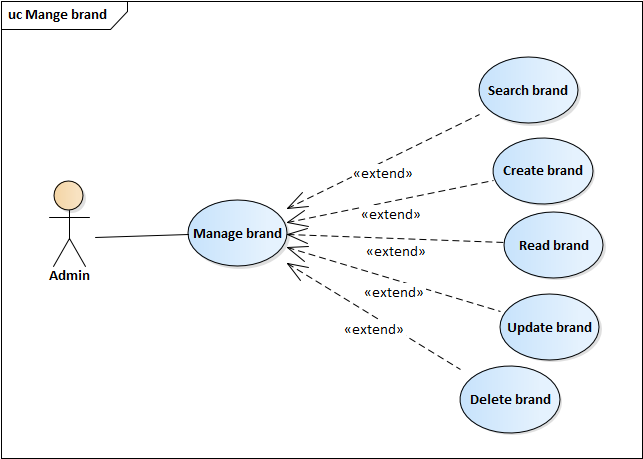 uc Mange brand
Search brand
«extend»
Create brand
«extend»
Manage brand
Read brand
«extend»
Admin
«extend»
Update brand
«extend»
Delete brand